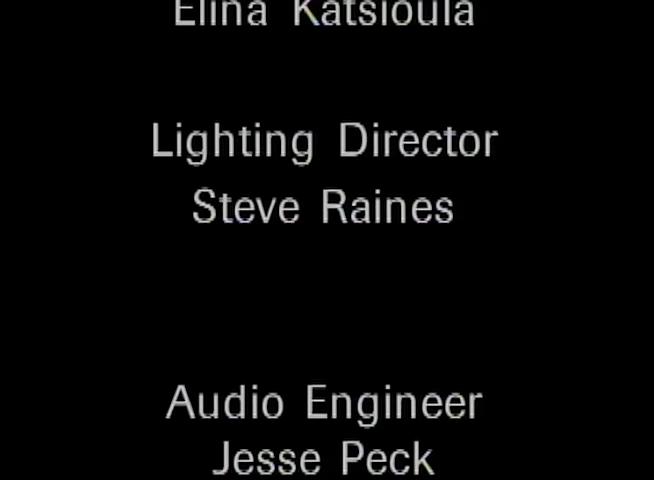 Elina Katsioula
Lighting Director
Steve Raines
Audio Engineer
Jesse Peck